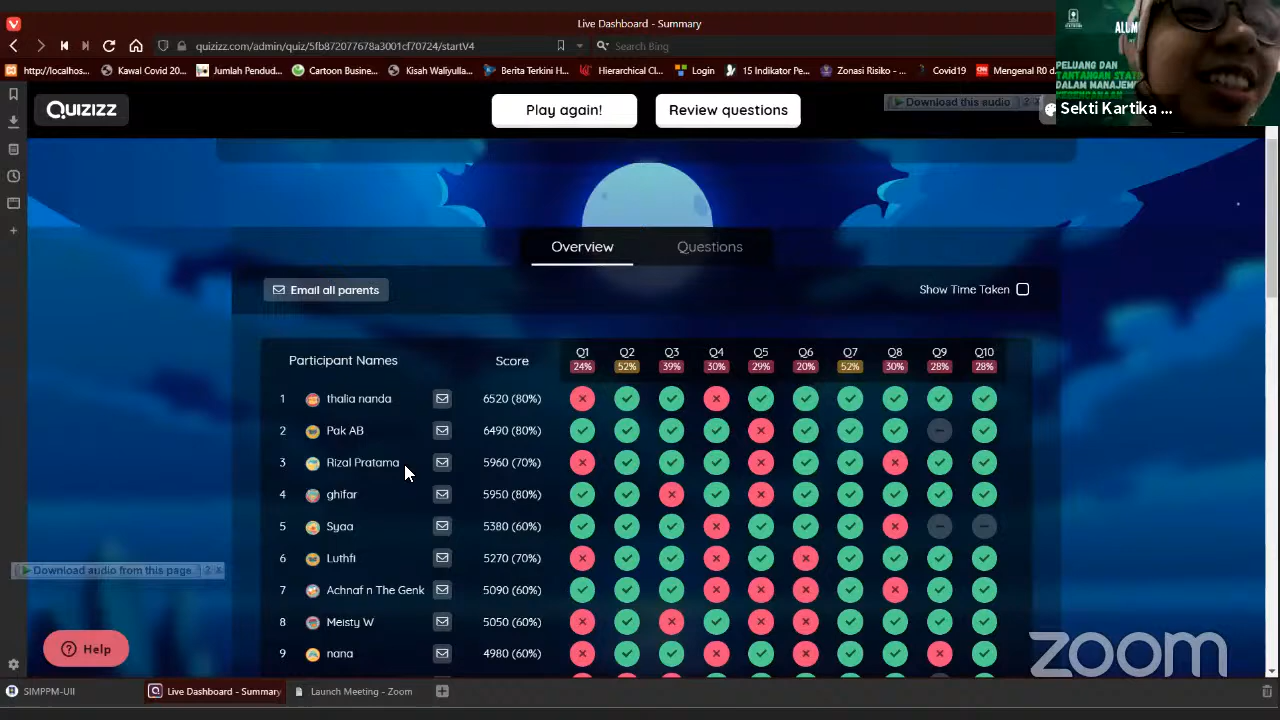 Live Dashboard - Summary
quizizz.com/admin/quiz/5fb872077678a3001cf70724/startV4
Search Bing
http://localhos...
Kawal Covid 20...
Jumlah Pendud...
Cartoon Busine...
Kisah Waliyulla...
Berita Terkini H...
Hierarchical Cl...
Login
15 Indikator Pe...
Zonasi Risiko - ...
Covid19
Mengenal R0 d
PELUANG DAN
TANTANGAN STATI
DALAM MANAJEM
Sekti Kartika ...
QUIZIZZ
Play again!
Review questions
Download this audio
Overview
Questions
Email all parents
Show Time Taken
Participant Names Score Q1 Q2 Q3 Q4 Q5 Q6 Q7 Q8 Q9 Q10
24% 52% 39% 30% 29% 20% 52% 30% 28% 28%
1 thalia nanda 6520 (80%)
2 Pak AB 6490 (80%)
3 Rizal Pratama 5960 (70%)
4 ghifar 5950 (80%)
5 Syaa 5380 (60%)
6 Luthfi 5270 (70%)
7 Achnaf n The Genk 5090 (60%)
8 Meisty W 5050 (60%)
9 nana 4980 (60%)
Download audio from this page
Help
zoom
SIMPPM-UII
Live Dashboard - Summary
Launch Meeting - Zoom